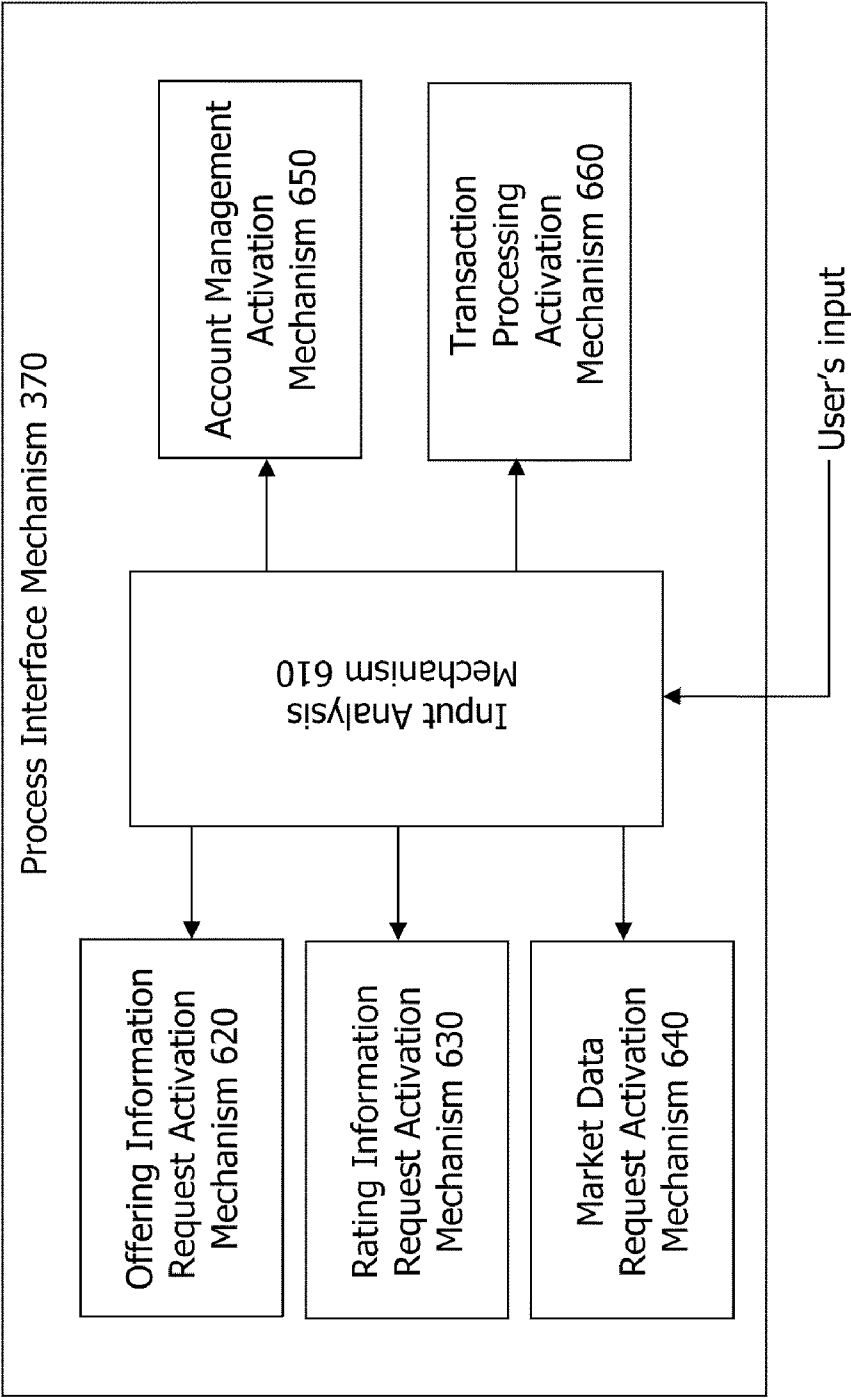 Process Interface Mechanism 370
Offering Information
Request Activation
Mechanism 620
Rating Information
Request Activation
Mechanism 630
Market Data
Request Activation
Mechanism 640
Input Analysis
Mechanism 610
Account Management
Activation
Mechanism 650
Transaction
Processing
Activation
Mechanism 660
User’s input